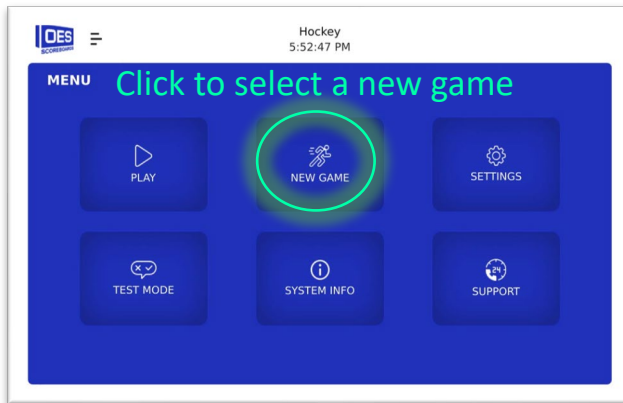 OES
SCOREBOARDS
Hockey
5:52:47 PM
MENU
Click to select a new game
PLAY
NEW GAME
SETTINGS
24
TEST MODE
SYSTEM INFO
SUPPORT